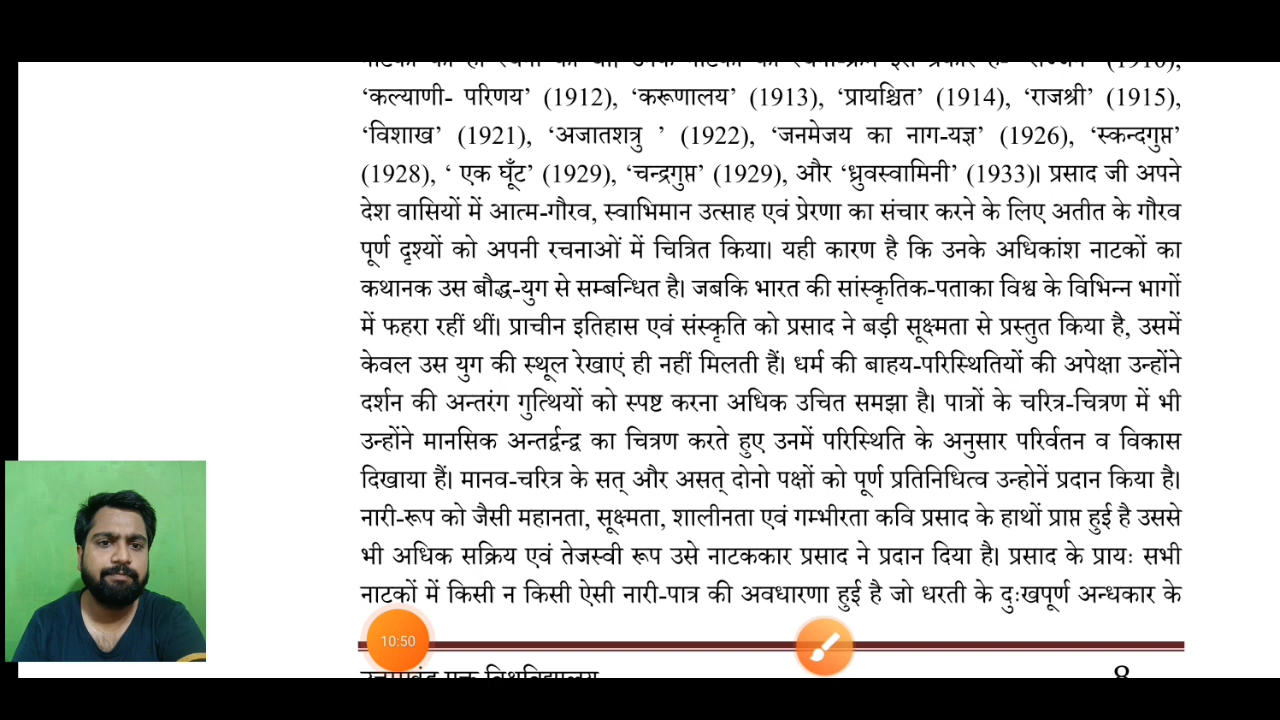 ‘कल्याणी- परिणय’ (1912), ‘करूणालय’ (1913), ‘प्रायश्चित’ (1914), ‘राजश्री’ (1915),
‘विशाख’ (1921), ‘अजातशत्रु ’ (1922), ‘जनमेजय का नाग-यज्ञ’ (1926), ‘स्कन्दगुप्त’
(1928), ‘ एक घूँट’ (1929), ‘चन्द्रगुप्त’ (1929), और ‘ध्रुवस्वामिनी’ (1933)। प्रसाद जी अपने
देश वासियों में आत्म-गौरव, स्वाभिमान उत्साह एवं प्रेरणा का संचार करने के लिए अतीत के गौरव
पूर्ण दृश्यों को अपनी रचनाओं में चित्रित किया। यही कारण है कि उनके अधिकांश नाटकों का
कथानक उस बौद्ध-युग से सम्बन्धित है। जबकि भारत की सांस्कृतिक-पताका विश्व के विभिन्न भागों
में फहरा रहीं थीं। प्राचीन इतिहास एवं संस्कृति को प्रसाद ने बड़ी सूक्ष्मता से प्रस्तुत किया है, उसमें
केवल उस युग की स्थूल रेखाएं ही नहीं मिलती हैं। धर्म की बाहय-परिस्थितियों की अपेक्षा उन्होंने
दर्शन की अन्तरंग गुत्थियों को स्पष्ट करना अधिक उचित समझा है। पात्रों के चरित्र-चित्रण में भी
उन्होंने मानसिक अन्तर्द्वन्द्व का चित्रण करते हुए उनमें परिस्थिति के अनुसार परिर्वतन व विकास
दिखाया हैं। मानव-चरित्र के सत् और असत् दोनो पक्षों को पूर्ण प्रतिनिधित्व उन्होनें प्रदान किया है।
नारी-रूप को जैसी महानता, सूक्ष्मता, शालीनता एवं गम्भीरता कवि प्रसाद के हाथों प्राप्त हुई है उससे
भी अधिक सक्रिय एवं तेजस्वी रूप उसे नाटककार प्रसाद ने प्रदान दिया है। प्रसाद के प्रायः सभी
नाटकों में किसी न किसी ऐसी नारी-पात्र की अवधारणा हुई है जो धरती के दुःखपूर्ण अन्धकार के
10:50